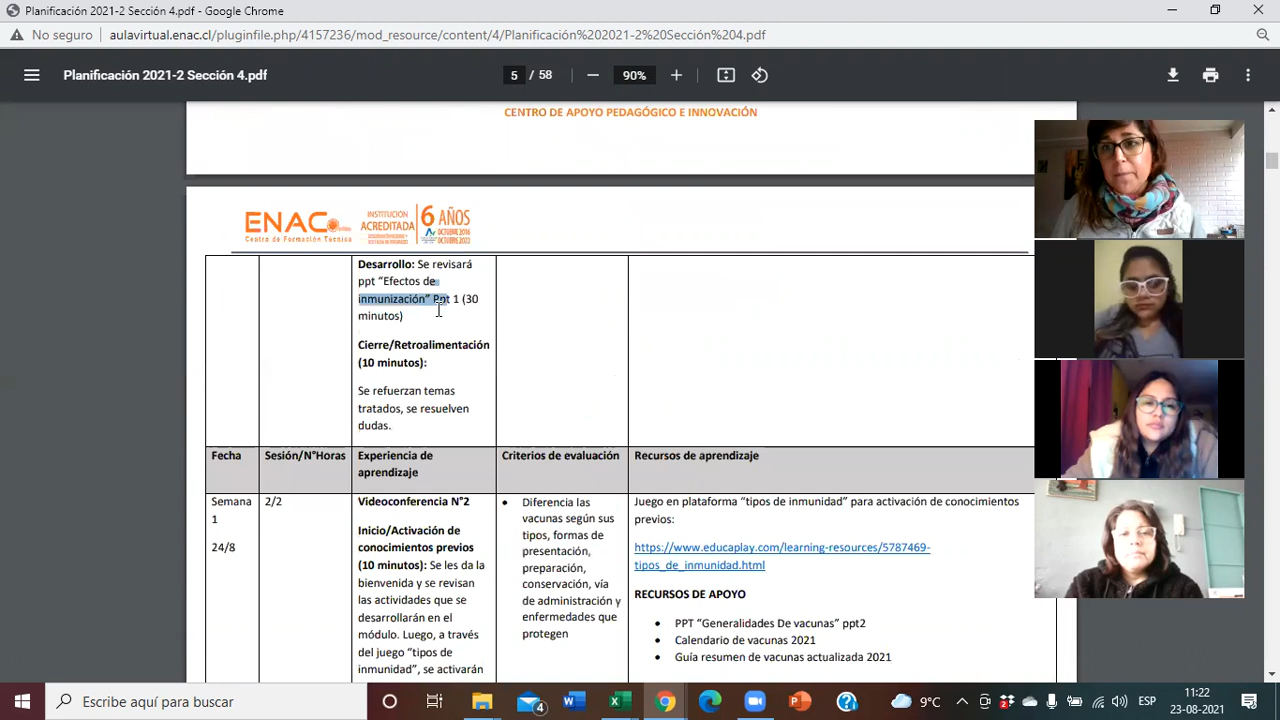 Planificación 2021-2 Sección 4.pdf - Google Chrome
No seguro
aulavirtual.enac.cl/pluginfile.php/4157236/mod_resource/content/4/Planificación%202021-2%20Sección%204.pdf
Planificación 2021-2 Sección 4.pdf
5 / 58
90%
CENTRO DE APOYO PEDAGÓGICO E INNOVACIÓN
ENAC
Centro de Formación Técnica
INSTITUCIÓN
ACREDITADA
6 AÑOS
OCTUBRE 2016
OCTUBRE 2022
Desarrollo: Se revisará
ppt “Efectos de
inmunización” Ppt 1 (30
minutos)
Cierre/Retroalimentación
(10 minutos):
Se refuerzan temas
tratados, se resuelven
dudas.
Fecha
Sesión/N°Horas
Experiencia de
aprendizaje
Criterios de evaluación
Recursos de aprendizaje
Semana
1
24/8
2/2
Videoconferencia N°2
Inicio/Activación de
conocimientos previos
(10 minutos): Se les da la
bienvenida y se revisan
las actividades que se
desarrollarán en el
módulo. Luego, a través
del juego “tipos de
inmunidad”, se activarán
• Diferencia las
vacunas según sus
tipos, formas de
presentación,
preparación,
conservación, vía
de administración y
enfermedades que
protegen
Juego en plataforma “tipos de inmunidad” para activación de conocimientos
previos:
https://www.educaplay.com/learning-resources/5787469-
tipos_de_inmunidad.html
RECURSOS DE APOYO
• PPT “Generalidades De vacunas” ppt2
• Calendario de vacunas 2021
• Guía resumen de vacunas actualizada 2021
Escribe aquí para buscar
4
9°C
2
ESP
11:22
23-08-2021